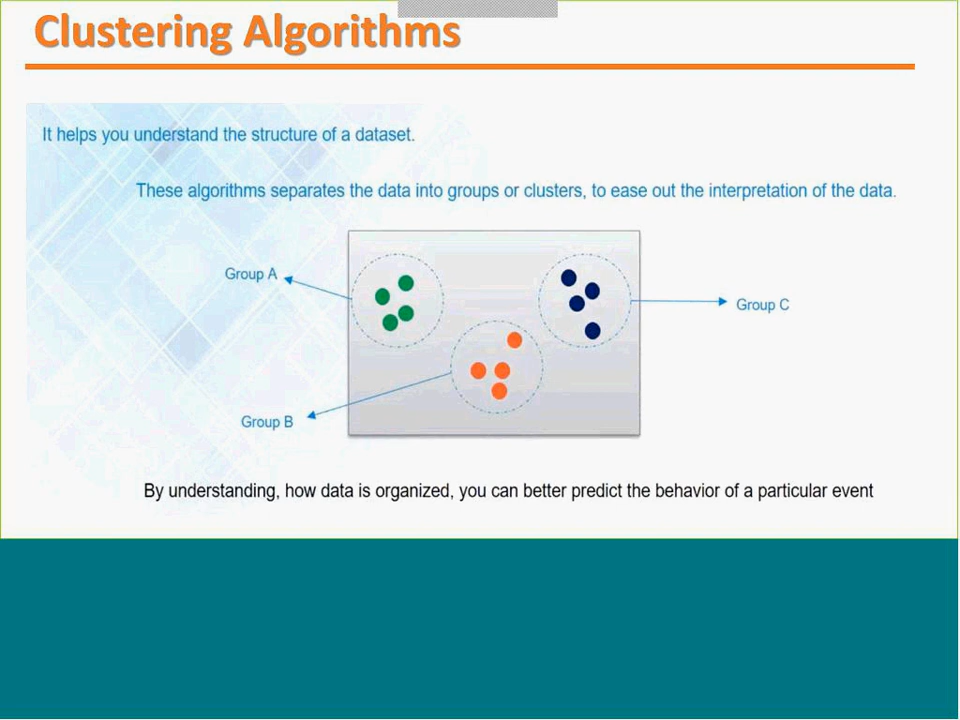 Clustering Algorithms
It helps you understand the structure of a dataset.
These algorithms separates the data into groups or clusters, to ease out the interpretation of the data.
Group A
Group C
Group B
By understanding, how data is organized, you can better predict the behavior of a particular event